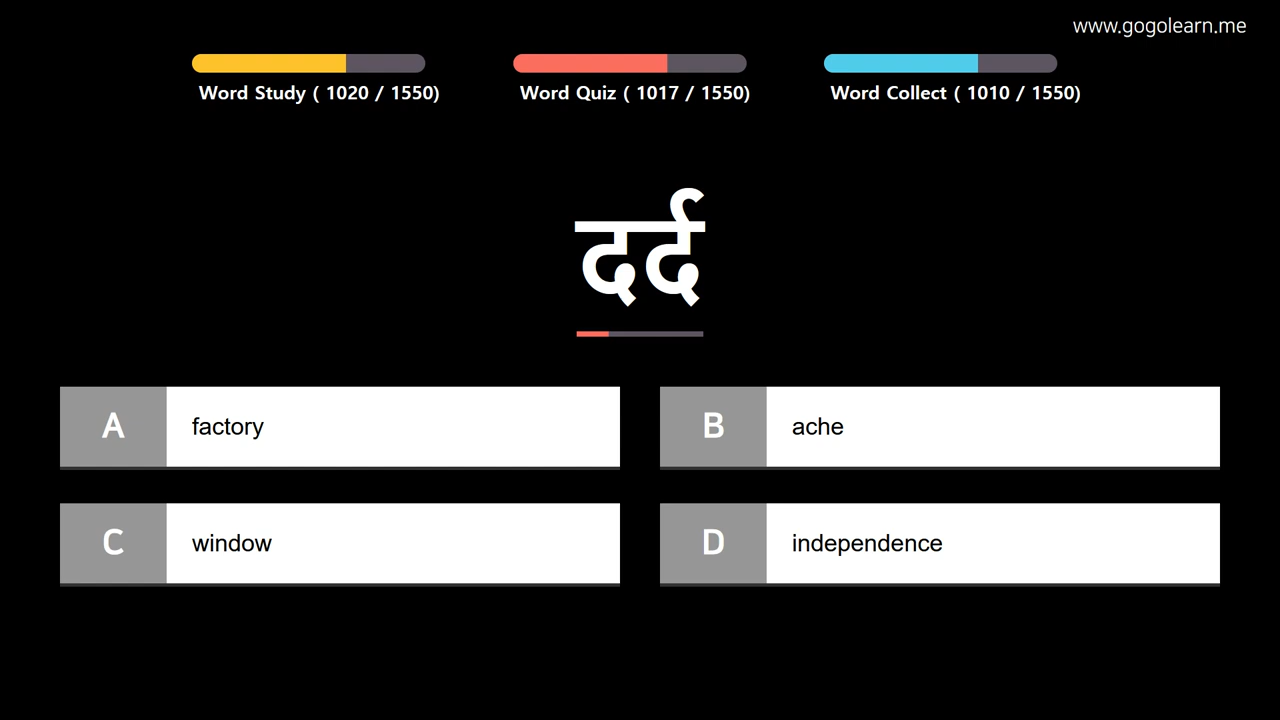 www.gogolearn.me
Word Study ( 1020 / 1550)
Word Quiz ( 1017 / 1550)
Word Collect ( 1010 / 1550)
दर्द
A factory
B ache
C window
D independence